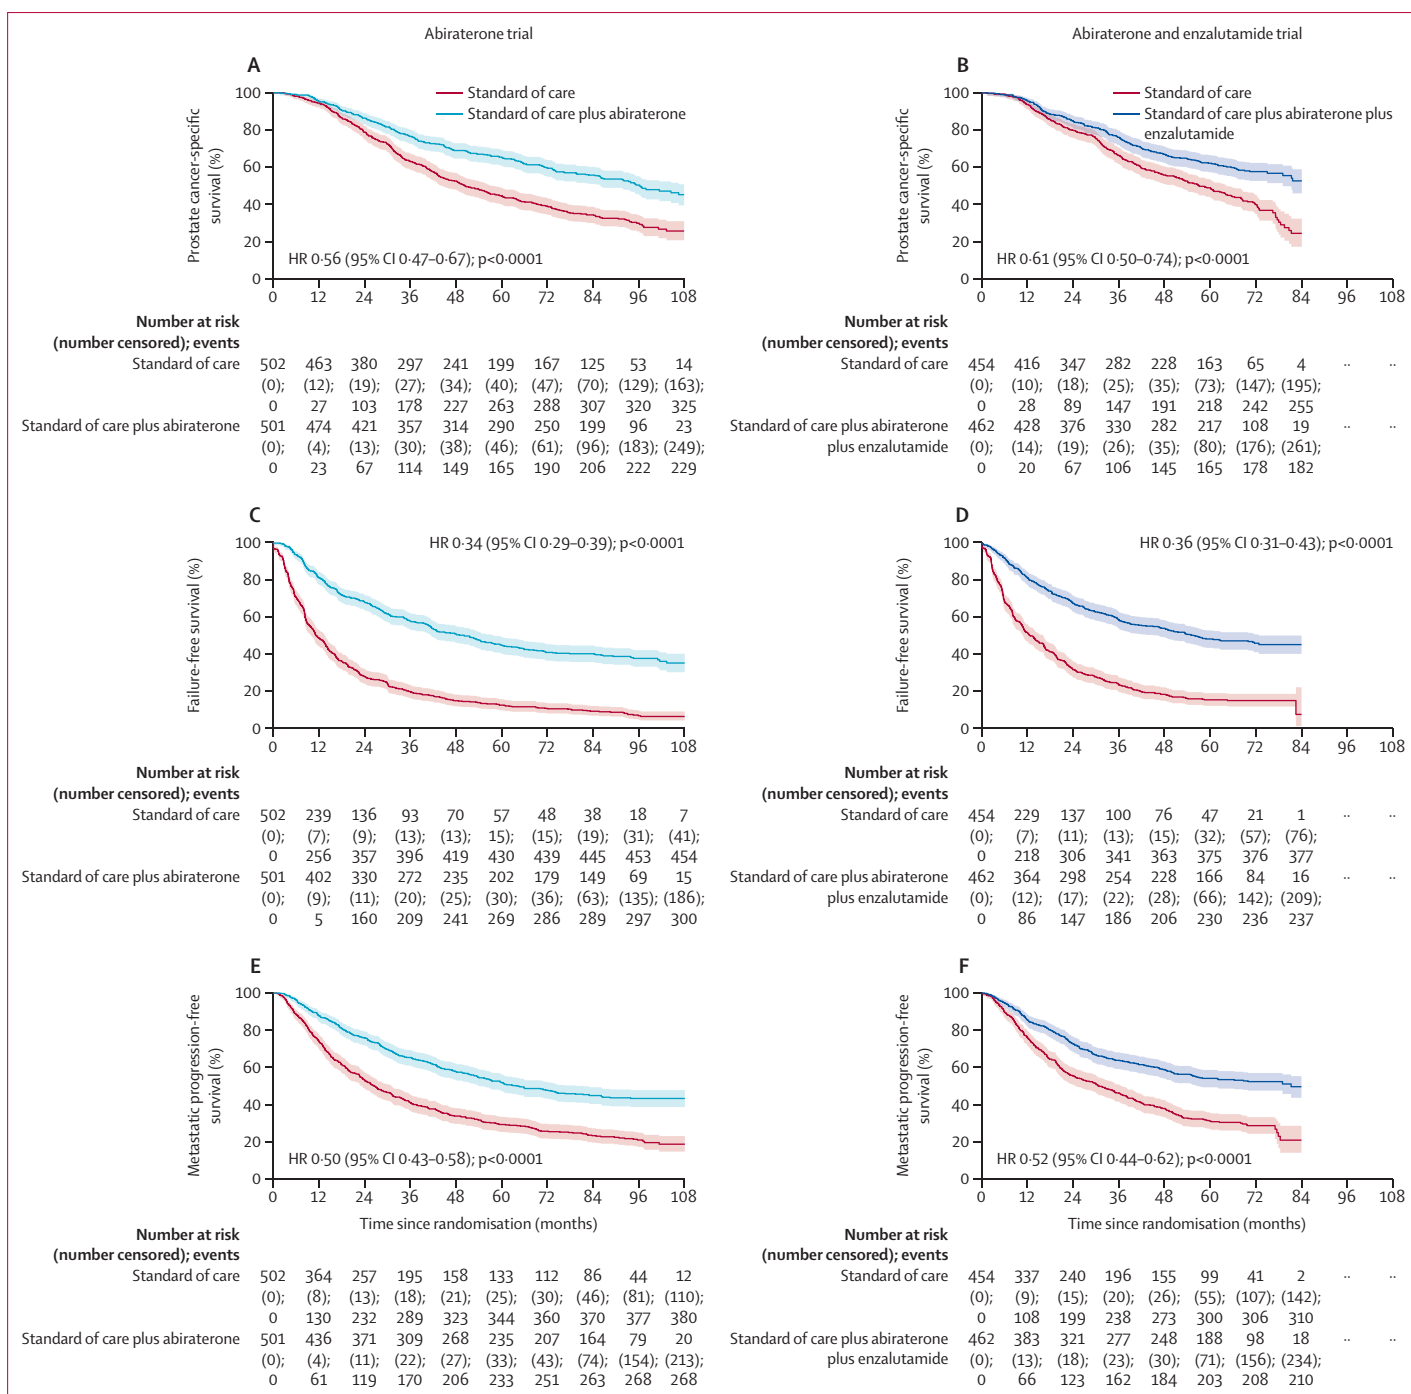 Abiraterone trial
Abiraterone and enzalutamide trial
A
Standard of care
Standard of care plus abiraterone
Prostate cancer-specific
survival (%)
100
80
60
40
20
0
HR 0·56 (95% CI 0·47–0·67); p<0·0001
0 12 24 36 48 60 72 84 96 108
Number at risk
(number censored); events
Standard of care 502 463 380 297 241 199 167 125 53 14
(0); (12); (19); (27); (34); (40); (47); (70); (129); (163);
0 27 103 178 227 263 288 307 320 325
Standard of care plus abiraterone 501 474 421 357 314 290 250 199 96 23
(0); (4); (13); (30); (38); (46); (61); (96); (183); (249);
0 23 67 114 149 165 190 206 222 229
B
Standard of care
Standard of care plus abiraterone plus
enzalutamide
Prostate cancer-specific
survival (%)
100
80
60
40
20
0
HR 0·61 (95% CI 0·50–0·74); p<0·0001
0 12 24 36 48 60 72 84 96 108
Number at risk
(number censored); events
Standard of care 454 416 347 282 228 163 65 4 ·· ··
(0); (10); (18); (25); (35); (73); (147); (195);
0 28 89 147 191 218 242 255
Standard of care plus abiraterone 462 428 376 330 282 217 108 19 ·· ··
plus enzalutamide (0); (14); (19); (26); (35); (80); (176); (261);
0 20 67 106 145 165 178 182
C
HR 0·34 (95% CI 0·29–0·39); p<0·0001
Failure-free survival (%)
100
80
60
40
20
0
0 12 24 36 48 60 72 84 96 108
Number at risk
(number censored); events
Standard of care 502 239 136 93 70 57 48 38 18 7
(0); (7); (9); (13); (13); 15); (15); (19); (31); (41);
0 256 357 396 419 430 439 445 453 454
Standard of care plus abiraterone 501 402 330 272 235 202 179 149 69 15
(0); (9); (11); (20); (25); (30); (36); (63); (135); (186);
0 5 160 209 241 269 286 289 297 300
D
HR 0·36 (95% CI 0·31–0·43); p<0·0001
Failure-free survival (%)
100
80
60
40
20
0
0 12 24 36 48 60 72 84 96 108
Number at risk
(number censored); events
Standard of care 454 229 137 100 76 47 21 1 ·· ··
(0); (7); (11); (13); (15); (32); (57); (76);
0 218 306 341 363 375 376 377
Standard of care plus abiraterone 462 364 298 254 228 166 84 16 ·· ··
plus enzalutamide (0); (12); (17); (22); (28); (66); 142); (209);
0 86 147 186 206 230 236 237
E
Metastatic progression-free
survival (%)
100
80
60
40
20
0
HR 0·50 (95% CI 0·43–0·58); p<0·0001
0 12 24 36 48 60 72 84 96 108
Time since randomisation (months)
Number at risk
(number censored); events
Standard of care 502 364 257 195 158 133 112 86 44 12
(0); (8); (13); (18); (21); (25); (30); (46); (81); (110);
0 130 232 289 323 344 360 370 377 380
Standard of care plus abiraterone 501 436 371 309 268 235 207 164 79 20
(0); (4); (11); (22); (27); (33); (43); (74); (154); (213);
0 61 119 170 206 233 251 263 268 268
F
Metastatic progression-free
survival (%)
100
80
60
40
20
0
HR 0·52 (95% CI 0·44–0·62); p<0·0001
0 12 24 36 48 60 72 84 96 108
Time since randomisation (months)
Number at risk
(number censored); events
Standard of care 454 337 240 196 155 99 41 2 ·· ··
(0); (9); (15); (20); (26); (55); (107); (142);
0 108 199 238 273 300 306 310
Standard of care plus abiraterone 462 383 321 277 248 188 98 18 ·· ··
plus enzalutamide (0); (13); (18); (23); (30); (71); (156); (234);
0 66 123 162 184 203 208 210